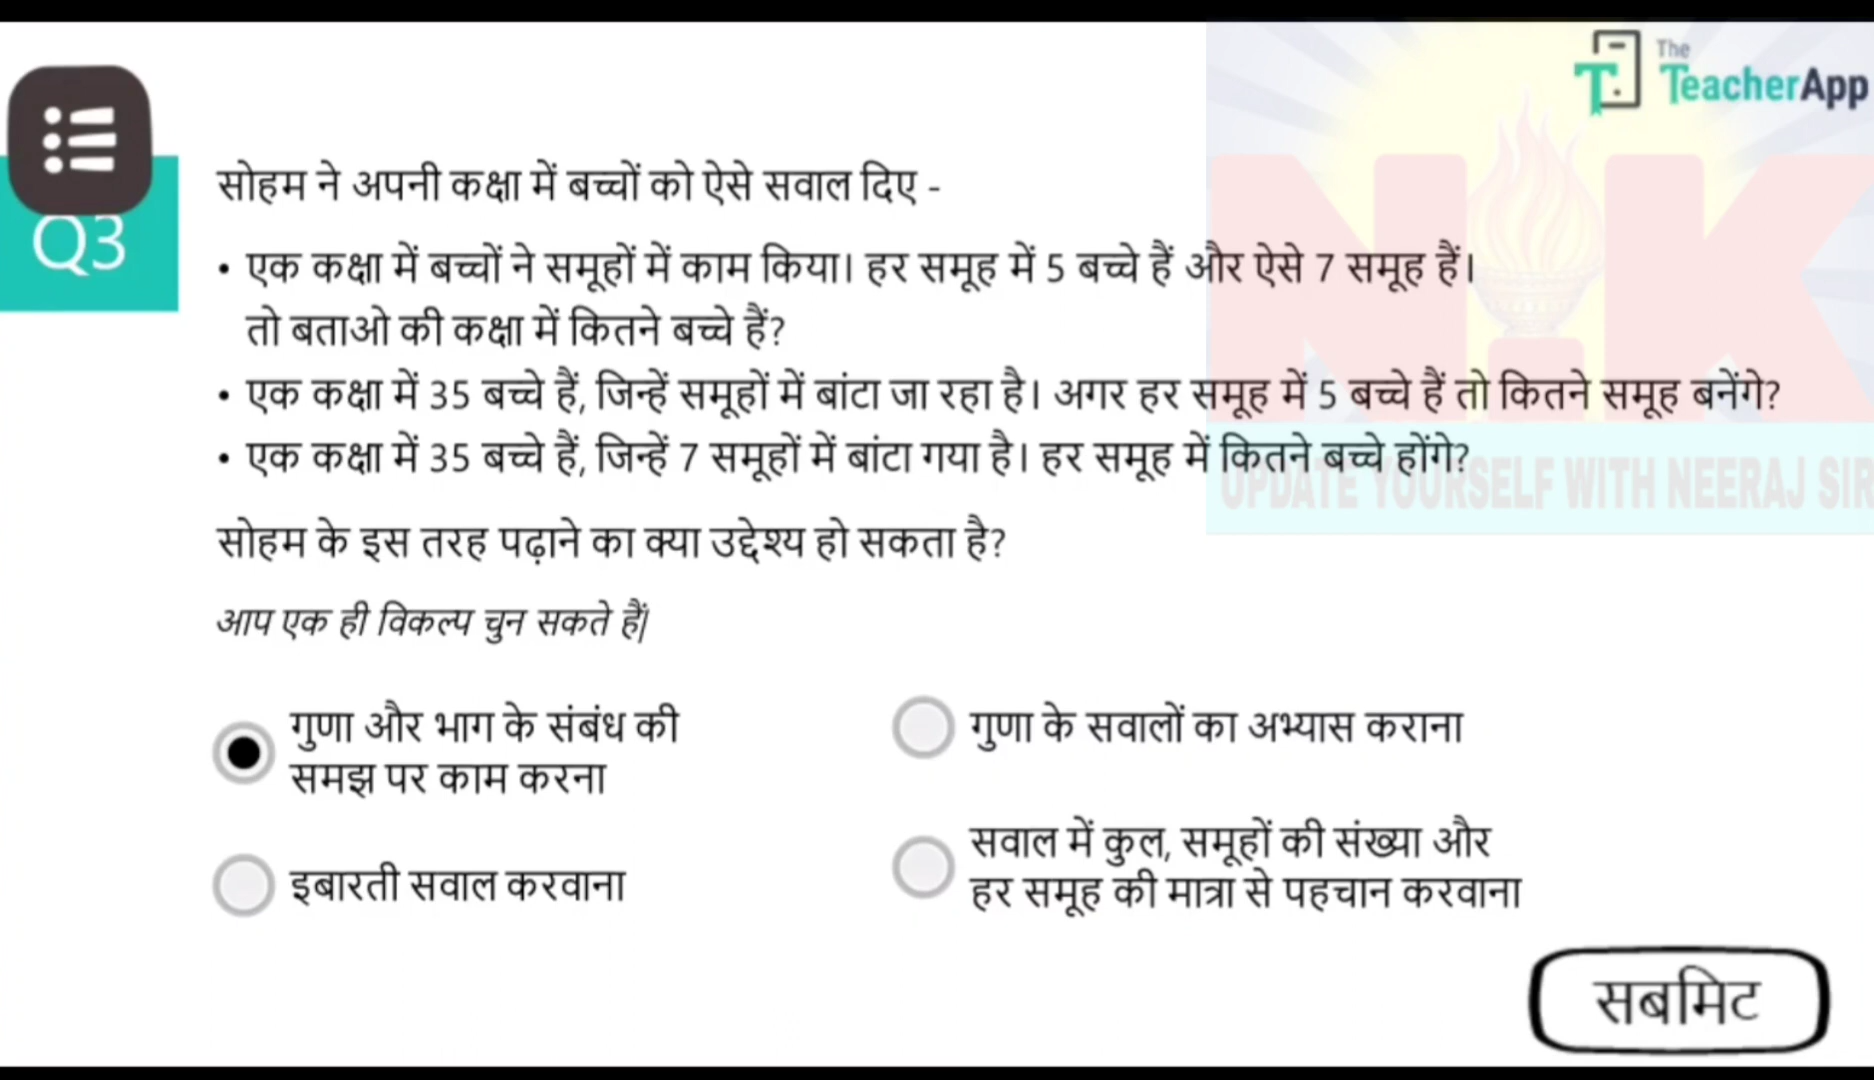 The
TeacherApp
Q3
सोहम ने अपनी कक्षा में बच्चों को ऐसे सवाल दिए -
• एक कक्षा में बच्चों ने समूहों में काम किया। हर समूह में 5 बच्चे हैं और ऐसे 7 समूह हैं।
तो बताओ की कक्षा में कितने बच्चे हैं?
• एक कक्षा में 35 बच्चे हैं, जिन्हें समूहों में बांटा जा रहा है। अगर हर समूह में 5 बच्चे हैं तो कितने समूह बनेंगे?
• एक कक्षा में 35 बच्चे हैं, जिन्हें 7 समूहों में बांटा गया है। हर समूह में कितने बच्चे होंगे?
NK
UPDATE YOURSELF WITH NEERAJ SIR
सोहम के इस तरह पढ़ाने का क्या उद्देश्य हो सकता है?
आप एक ही विकल्प चुन सकते हैं|
गुणा और भाग के संबंध की
समझ पर काम करना
गुणा के सवालों का अभ्यास कराना
इबारती सवाल करवाना
सवाल में कुल, समूहों की संख्या और
हर समूह की मात्रा से पहचान करवाना
सबमिट